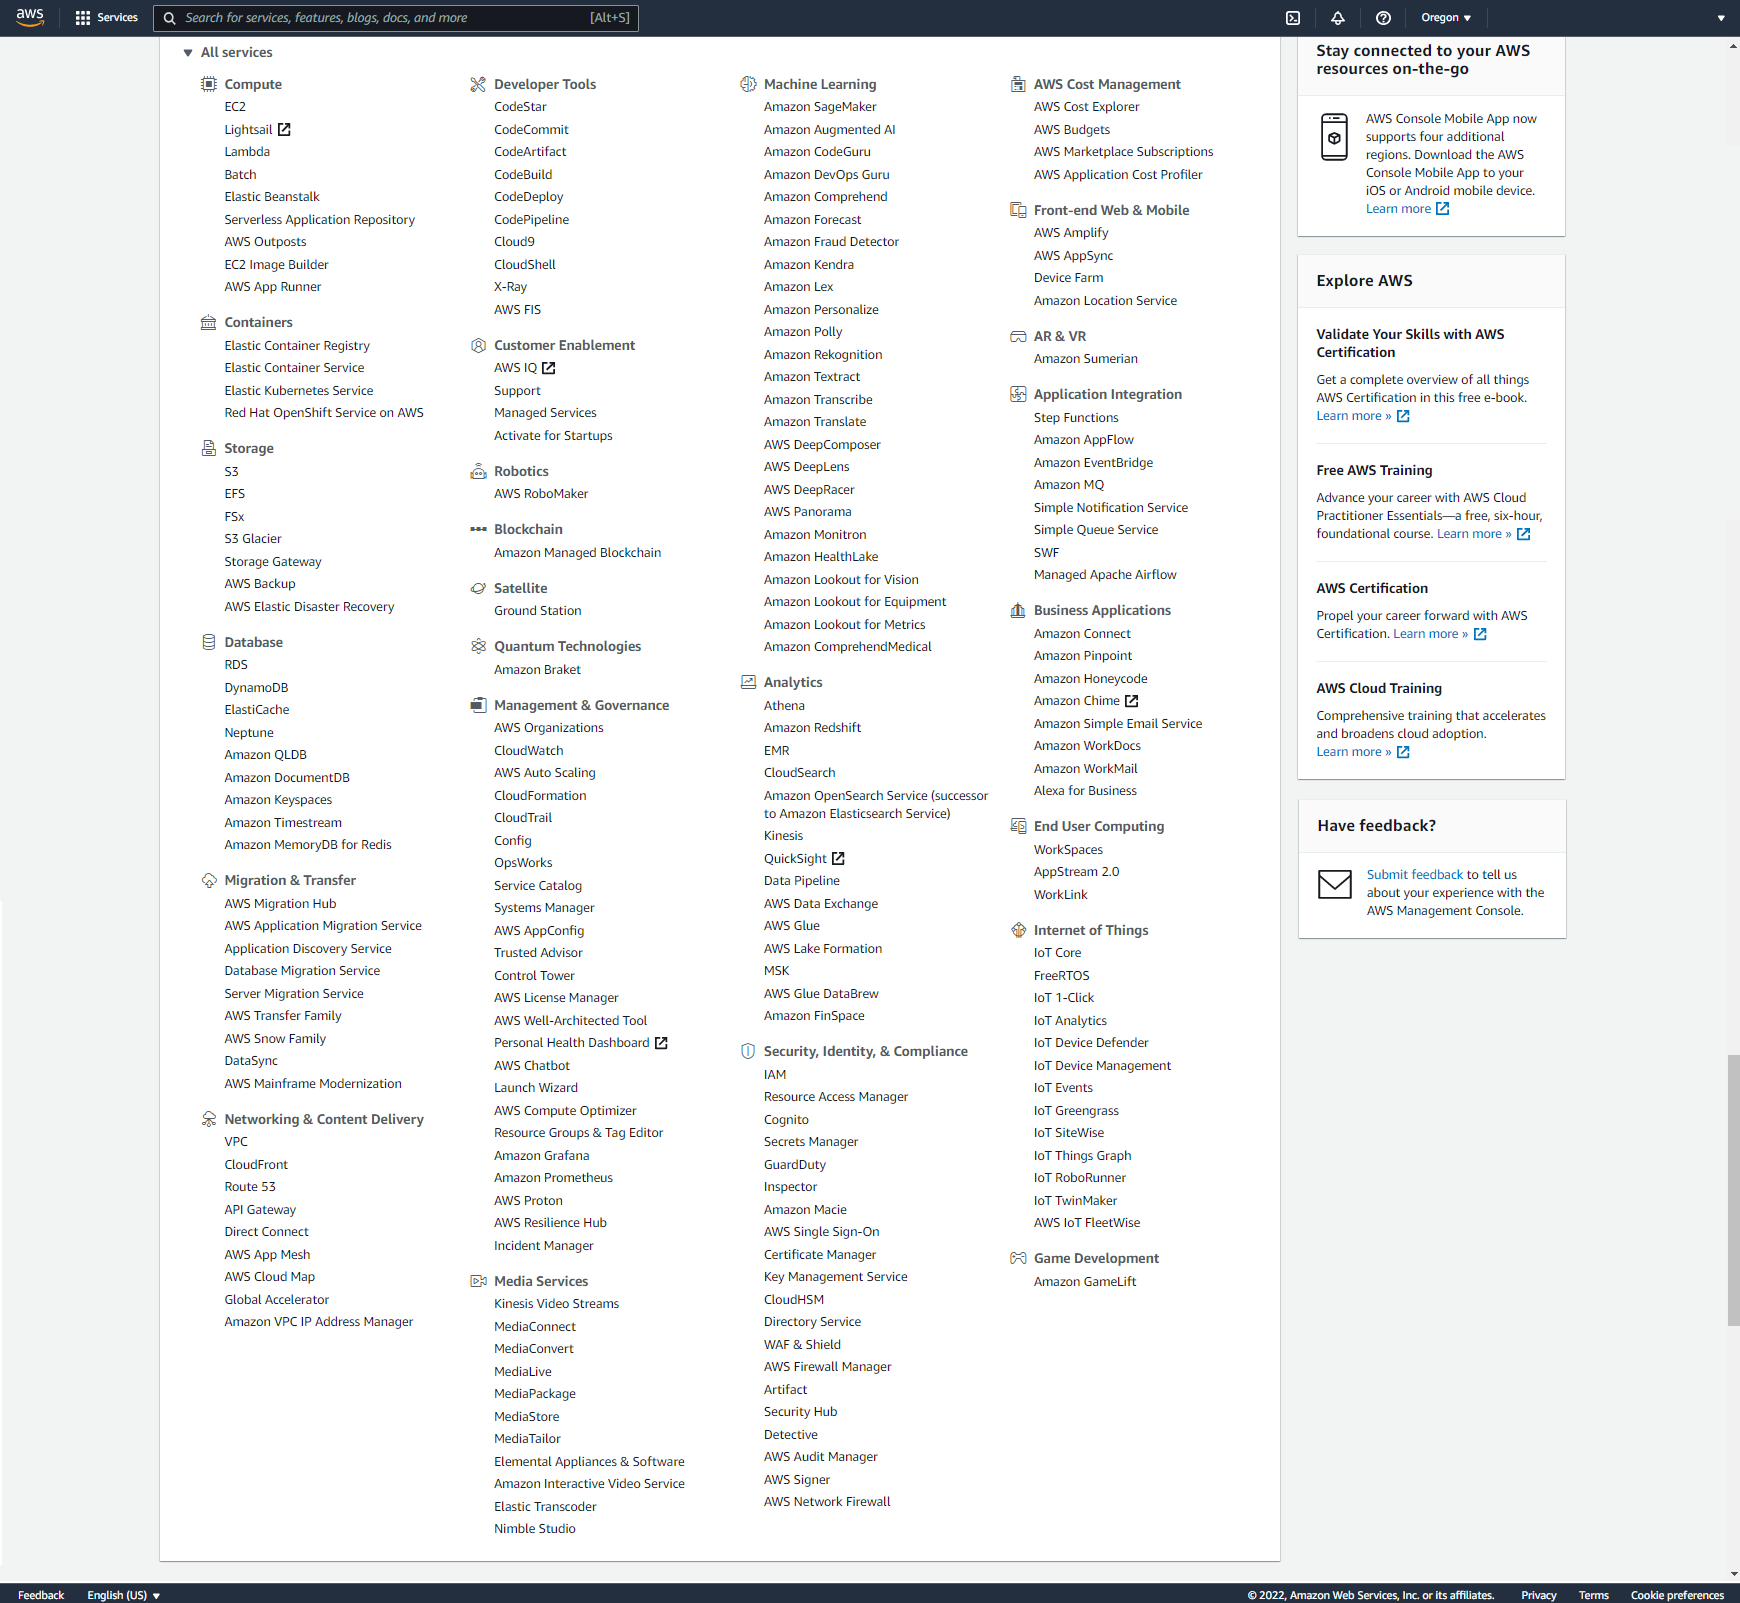 aws
Services
Search for services, features, blogs, docs, and more
[Alt+S]
Oregon
All services
Compute
EC2
Lightsail
Lambda
Batch
Elastic Beanstalk
Serverless Application Repository
AWS Outposts
EC2 Image Builder
AWS App Runner
Containers
Elastic Container Registry
Elastic Container Service
Elastic Kubernetes Service
Red Hat OpenShift Service on AWS
Storage
S3
EFS
FSx
S3 Glacier
Storage Gateway
AWS Backup
AWS Elastic Disaster Recovery
Database
RDS
DynamoDB
ElastiCache
Neptune
Amazon QLDB
Amazon DocumentDB
Amazon Keyspaces
Amazon Timestream
Amazon MemoryDB for Redis
Migration & Transfer
AWS Migration Hub
AWS Application Migration Service
Application Discovery Service
Database Migration Service
Server Migration Service
AWS Transfer Family
AWS Snow Family
DataSync
AWS Mainframe Modernization
Networking & Content Delivery
VPC
CloudFront
Route 53
API Gateway
Direct Connect
AWS App Mesh
AWS Cloud Map
Global Accelerator
Amazon VPC IP Address Manager
Developer Tools
CodeStar
CodeCommit
CodeArtifact
CodeBuild
CodeDeploy
CodePipeline
Cloud9
CloudShell
X-Ray
AWS FIS
Customer Enablement
AWS IQ
Support
Managed Services
Activate for Startups
Robotics
AWS RoboMaker
Blockchain
Amazon Managed Blockchain
Satellite
Ground Station
Quantum Technologies
Amazon Braket
Management & Governance
AWS Organizations
CloudWatch
AWS Auto Scaling
CloudFormation
CloudTrail
Config
OpsWorks
Service Catalog
Systems Manager
AWS AppConfig
Trusted Advisor
Control Tower
AWS License Manager
AWS Well-Architected Tool
Personal Health Dashboard
AWS Chatbot
Launch Wizard
AWS Compute Optimizer
Resource Groups & Tag Editor
Amazon Grafana
Amazon Prometheus
AWS Proton
AWS Resilience Hub
Incident Manager
Media Services
Kinesis Video Streams
MediaConnect
MediaConvert
MediaLive
MediaPackage
MediaStore
MediaTailor
Elemental Appliances & Software
Amazon Interactive Video Service
Elastic Transcoder
Nimble Studio
Machine Learning
Amazon SageMaker
Amazon Augmented AI
Amazon CodeGuru
Amazon DevOps Guru
Amazon Comprehend
Amazon Forecast
Amazon Fraud Detector
Amazon Kendra
Amazon Lex
Amazon Personalize
Amazon Polly
Amazon Rekognition
Amazon Textract
Amazon Transcribe
Amazon Translate
AWS DeepComposer
AWS DeepLens
AWS DeepRacer
AWS Panorama
Amazon Monitron
Amazon HealthLake
Amazon Lookout for Vision
Amazon Lookout for Equipment
Amazon Lookout for Metrics
Amazon ComprehendMedical
Analytics
Athena
Amazon Redshift
EMR
CloudSearch
Amazon OpenSearch Service (successor
to Amazon Elasticsearch Service)
Kinesis
QuickSight
Data Pipeline
AWS Data Exchange
AWS Glue
AWS Lake Formation
MSK
AWS Glue DataBrew
Amazon FinSpace
Security, Identity, & Compliance
IAM
Resource Access Manager
Cognito
Secrets Manager
GuardDuty
Inspector
Amazon Macie
AWS Single Sign-On
Certificate Manager
Key Management Service
CloudHSM
Directory Service
WAF & Shield
AWS Firewall Manager
Artifact
Security Hub
Detective
AWS Audit Manager
AWS Signer
AWS Network Firewall
AWS Cost Management
AWS Cost Explorer
AWS Budgets
AWS Marketplace Subscriptions
AWS Application Cost Profiler
Front-end Web & Mobile
AWS Amplify
AWS AppSync
Device Farm
Amazon Location Service
AR & VR
Amazon Sumerian
Application Integration
Step Functions
Amazon AppFlow
Amazon EventBridge
Amazon MQ
Simple Notification Service
Simple Queue Service
SWF
Managed Apache Airflow
Business Applications
Amazon Connect
Amazon Pinpoint
Amazon Honeycode
Amazon Chime
Amazon Simple Email Service
Amazon WorkDocs
Amazon WorkMail
Alexa for Business
End User Computing
WorkSpaces
AppStream 2.0
WorkLink
Internet of Things
IoT Core
FreeRTOS
IoT 1-Click
IoT Analytics
IoT Device Defender
IoT Device Management
IoT Events
IoT Greengrass
IoT SiteWise
IoT Things Graph
IoT RoboRunner
IoT TwinMaker
AWS IoT FleetWise
Game Development
Amazon GameLift
Stay connected to your AWS
resources on-the-go
AWS Console Mobile App now
supports four additional
regions. Download the AWS
Console Mobile App to your
iOS or Android mobile device.
Learn more
Explore AWS
Validate Your Skills with AWS
Certification
Get a complete overview of all things
AWS Certification in this free e-book.
Learn more »
Free AWS Training
Advance your career with AWS Cloud
Practitioner Essentials—a free, six-hour,
foundational course. Learn more »
AWS Certification
Propel your career forward with AWS
Certification. Learn more »
AWS Cloud Training
Comprehensive training that accelerates
and broadens cloud adoption.
Learn more »
Have feedback?
Submit feedback to tell us
about your experience with the
AWS Management Console.
Feedback
English (US)
© 2022, Amazon Web Services, Inc. or its affiliates.
Privacy
Terms
Cookie preferences